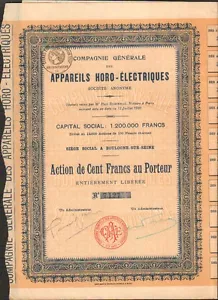 COMPAGNIE GÉNÉRALE
DES
APPAREILS HORO-ÉLECTRIQUES
SOCIÉTÉ ANONYME
CAPITAL SOCIAL: 1.200.000 FRANCS
SIÈGE SOCIAL A BOULOGNE-SUR-SEINE
Action de Cent Francs au Porteur
ENTIÈREMENT LIBÉRÉE
Un Administrateur,
Un Administrateur,
COMPAGNIE GÉNÉRALE DES APPAREILS HORO-ÉLECTRIQUES